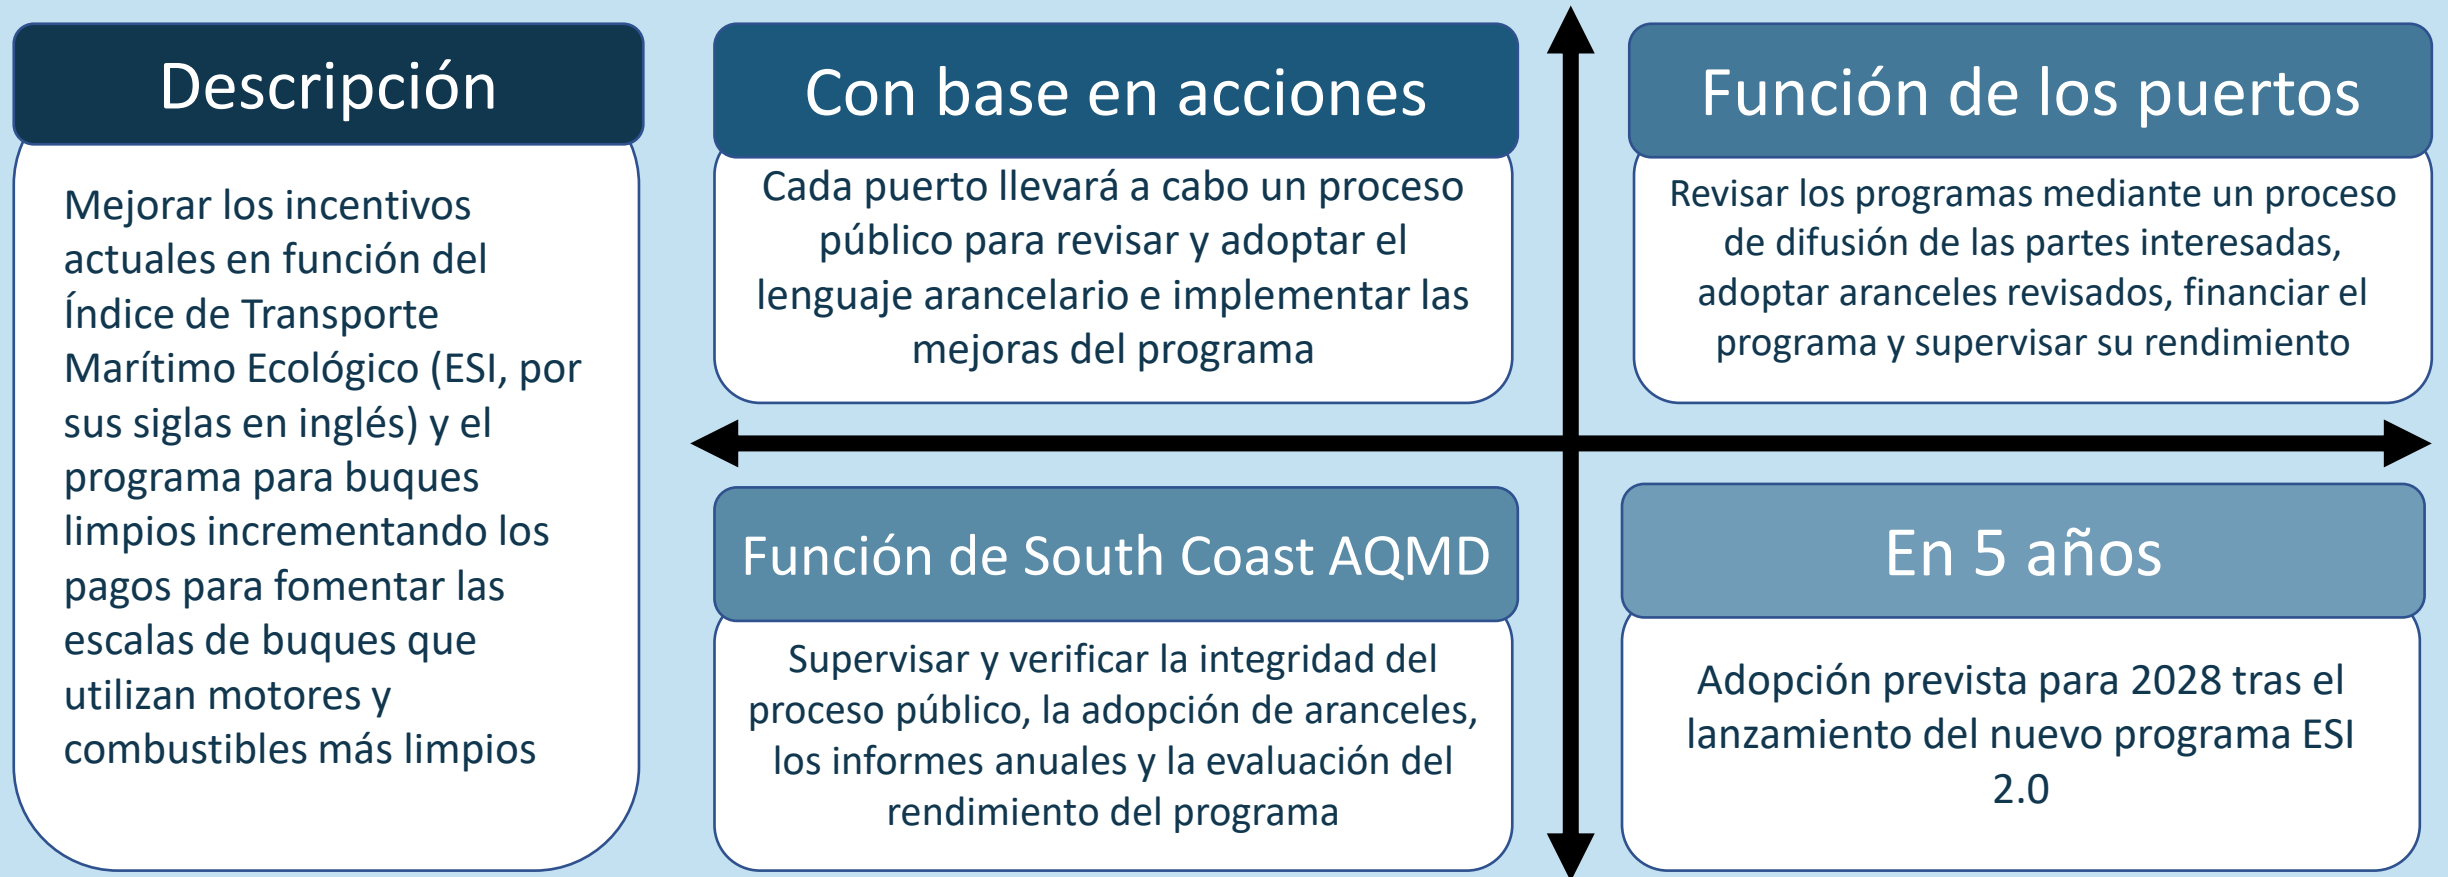 Descripción
Mejorar los incentivos
actuales en función del
Índice de Transporte
Marítimo Ecológico (ESI, por
sus siglas en inglés) y el
programa para buques
limpios incrementando los
pagos para fomentar las
escalas de buques que
utilizan motores y
combustibles más limpios
Con base en acciones
Cada puerto llevará a cabo un proceso
público para revisar y adoptar el
lenguaje arancelario e implementar las
mejoras del programa
Función de los puertos
Revisar los programas mediante un proceso
de difusión de las partes interesadas,
adoptar aranceles revisados, financiar el
programa y supervisar su rendimiento
Función de South Coast AQMD
Supervisar y verificar la integridad del
proceso público, la adopción de aranceles,
los informes anuales y la evaluación del
rendimiento del programa
En 5 años
Adopción prevista para 2028 tras el
lanzamiento del nuevo programa ESI
2.0